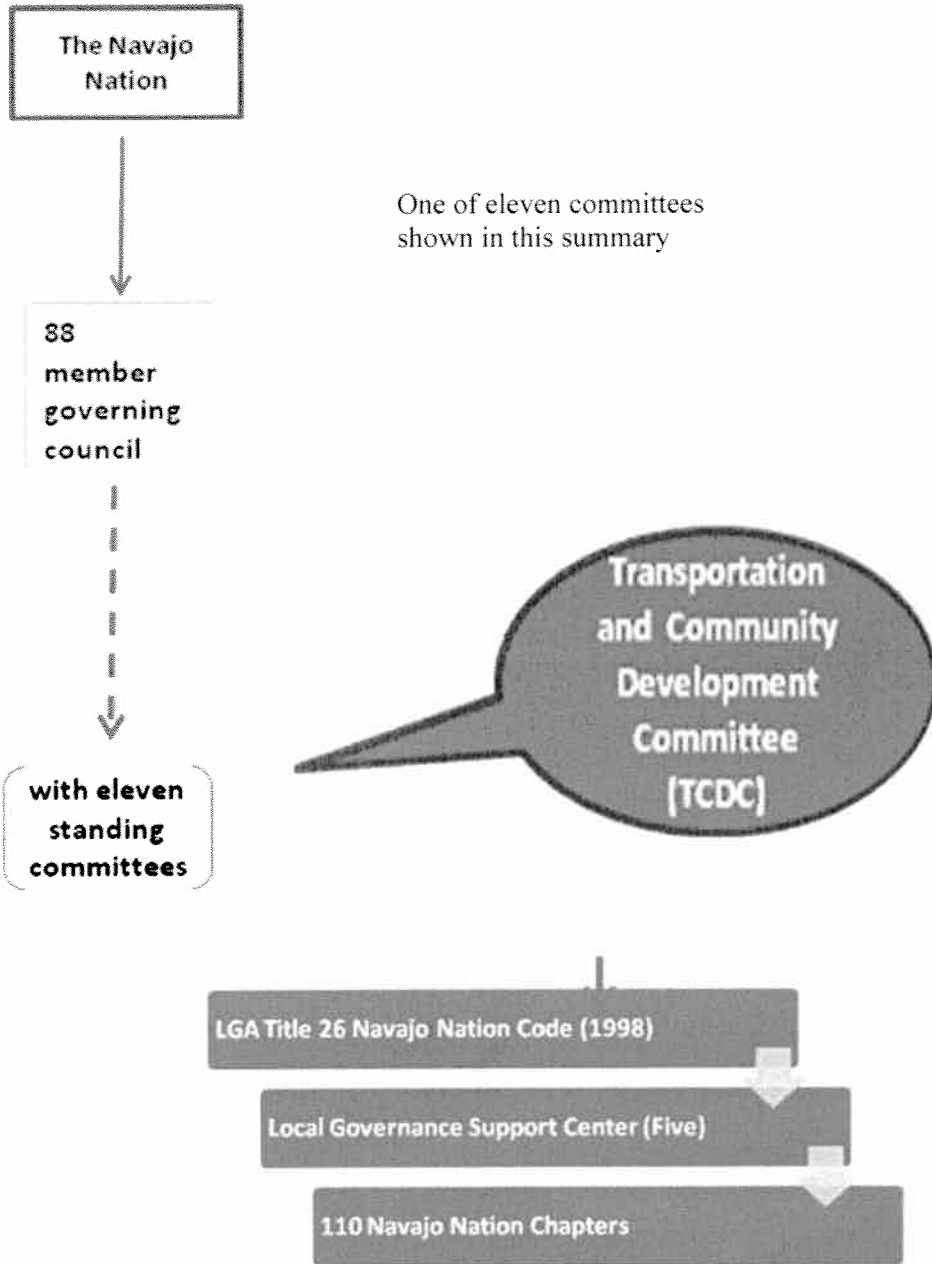 The Navajo
Nation
One of eleven committees
shown in this summary
88
member
governing
council
Transportation
and Community
Development
Committee
(TCDC)
with eleven
standing
committees
LGA Title 26 Navajo Nation Code (1998)
Local Governance Support Center (Five)
110 Navajo Nation Chapters